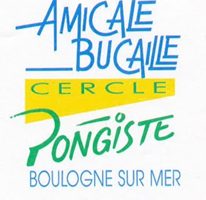 AMICALE
BUCAILLE
CERCLE
PONGISTE
BOULOGNE SUR MER